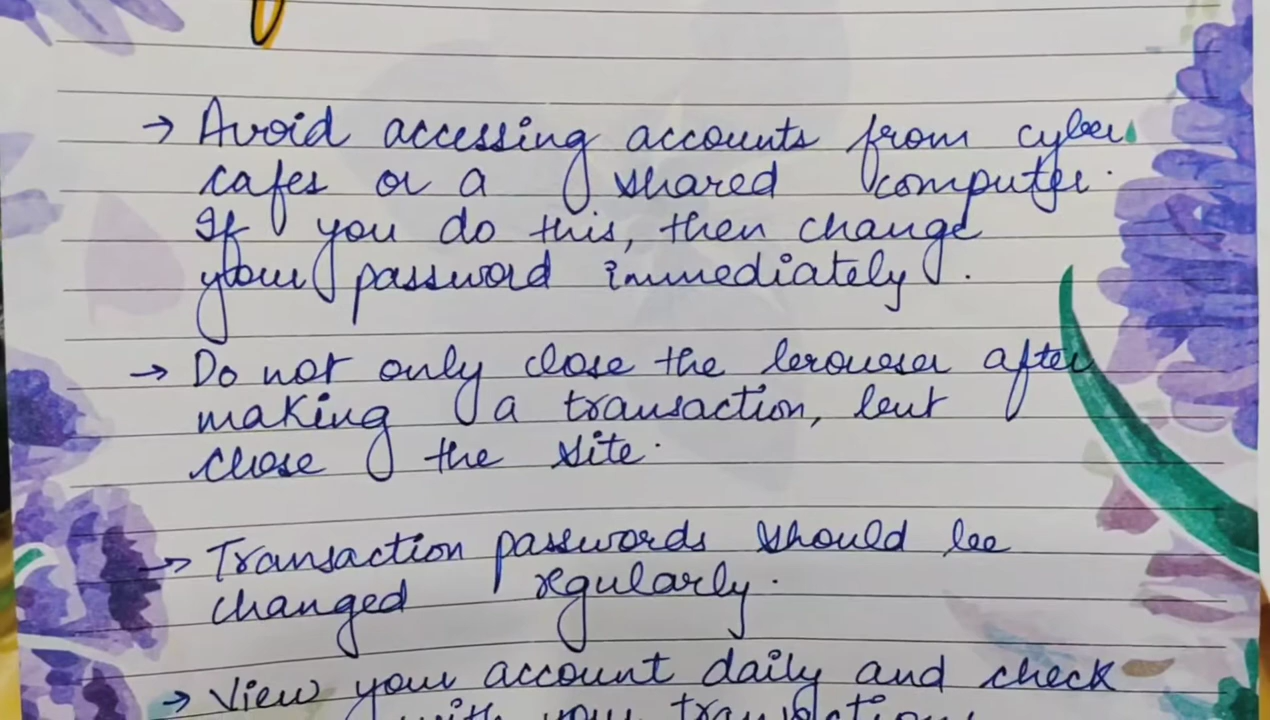 → Avoid accessing accounts from cyber
cafes or a shared computer.
If you do this, then change
your password immediately.
→ Do not only close the browser after
making a transaction, but
close the site.
→ Transaction passwords should be
changed regularly.
→ View your account daily and check
with your